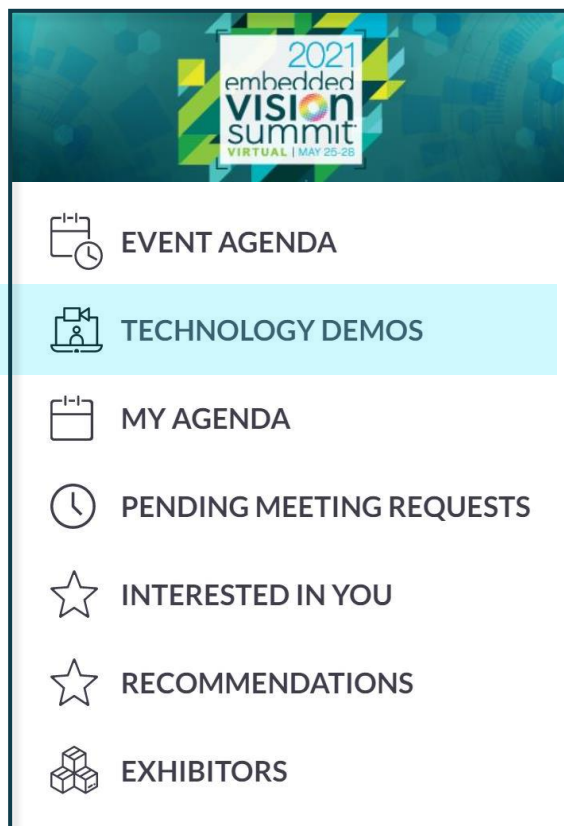 2021
embedded
vision
summit
VIRTUAL | MAY 25-28
EVENT AGENDA
TECHNOLOGY DEMOS
MY AGENDA
PENDING MEETING REQUESTS
INTERESTED IN YOU
RECOMMENDATIONS
EXHIBITORS